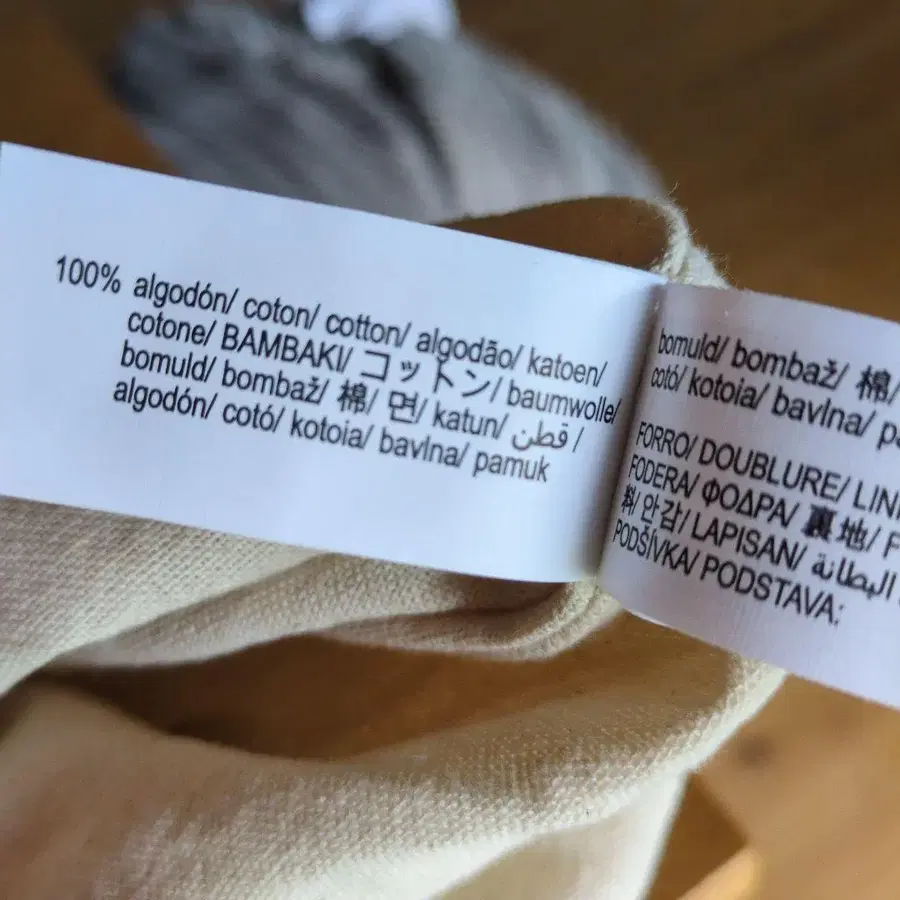 100% algodón/ coton/ cotton/ algodão/ katoen/
cotone/ BAMBAKI/ コットン/ baumwolle/
bomuld/ bombaž/ 棉/ 면/ katun/ قطن /
algodón/ cotó/ kotoia/ bavlna/ pamuk
bomuld/ bombaž/ 棉/
cotó/ kotoia/ bavlna/
FORRO/ DOUBLURE/
FODERA/ ΦΟΔΡΑ/ 裏地/
料/ 안감/ LAPISAN/ البطانة
PODŠÍVKA/ PODSTAVA: